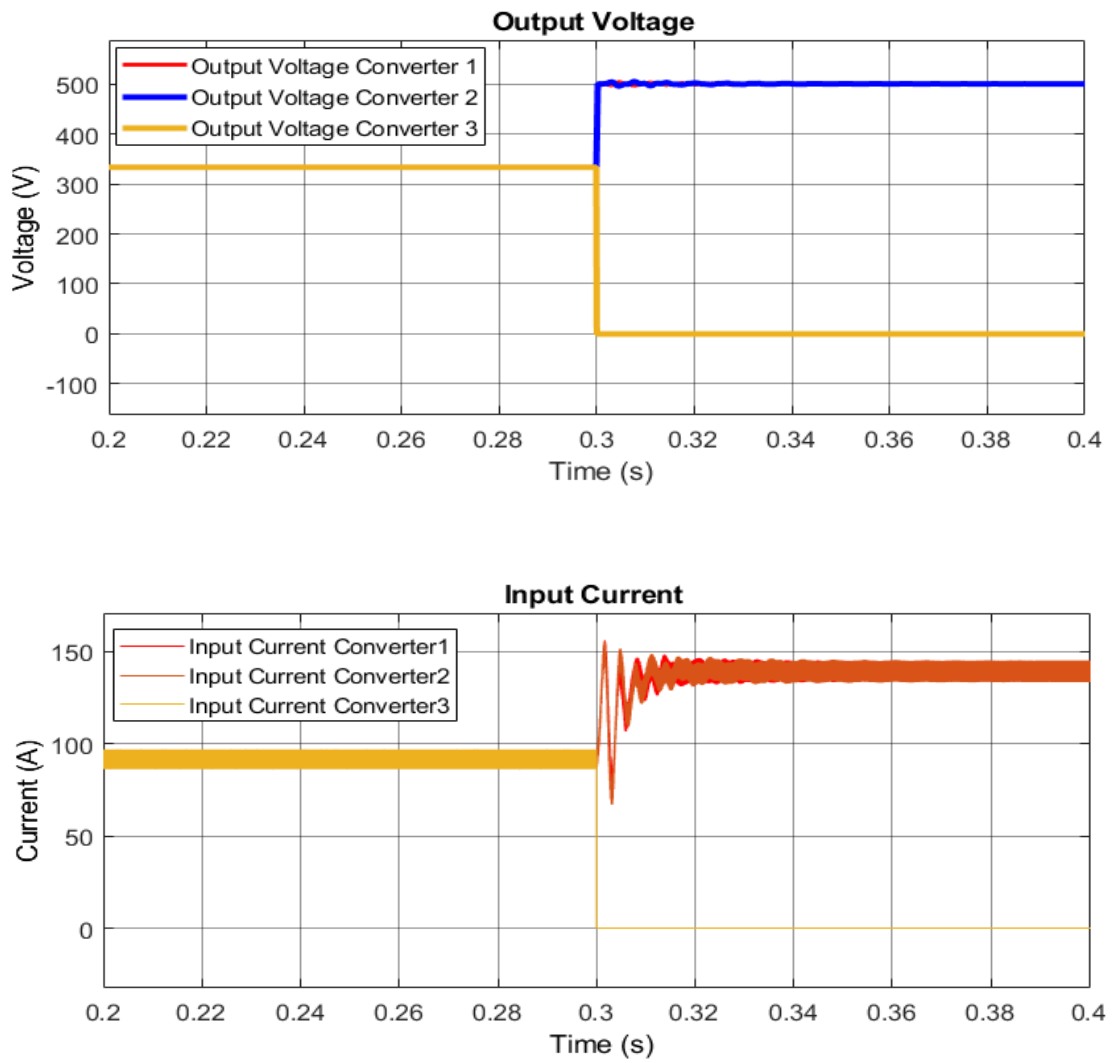 Output Voltage
Output Voltage Converter 1
Output Voltage Converter 2
Output Voltage Converter 3
Voltage (V)
500
400
300
200
100
0
-100
0.2 0.22 0.24 0.26 0.28 0.3 0.32 0.34 0.36 0.38 0.4
Time (s)
Input Current
Input Current Converter1
Input Current Converter2
Input Current Converter3
Current (A)
150
100
50
0
0.2 0.22 0.24 0.26 0.28 0.3 0.32 0.34 0.36 0.38 0.4
Time (s)